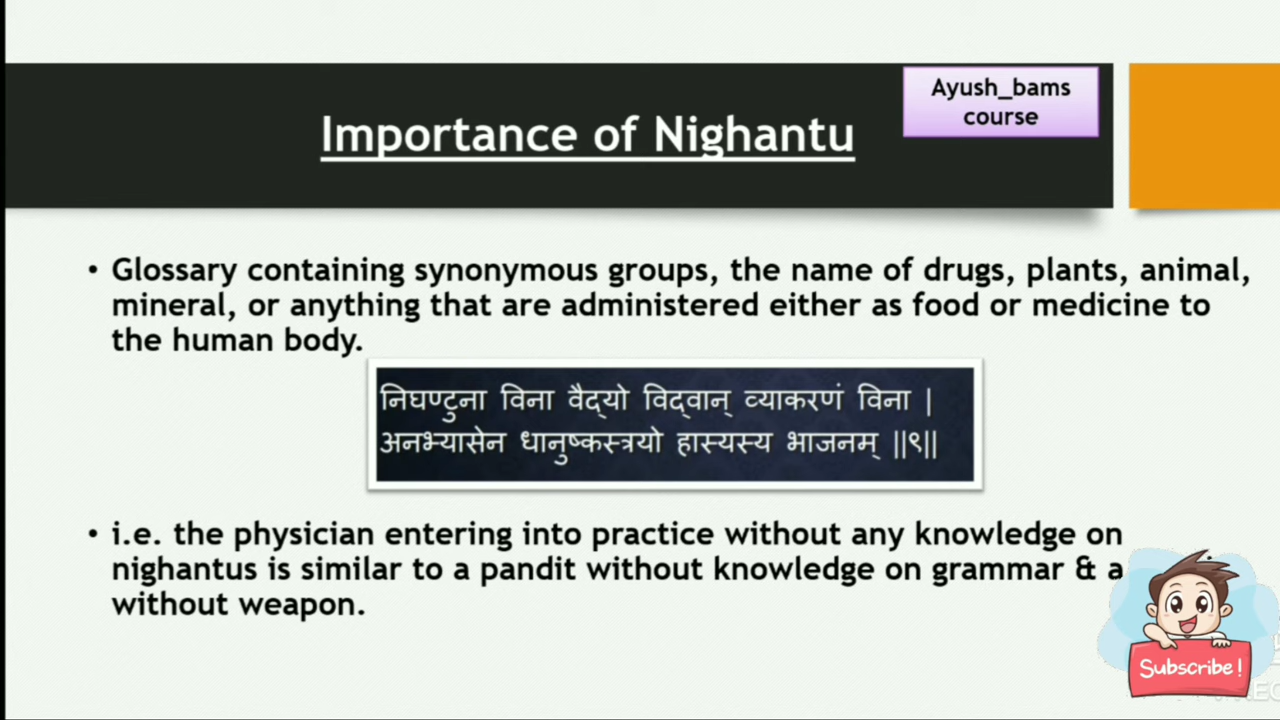 Ayush_bams
course
Importance of Nighantu
• Glossary containing synonymous groups, the name of drugs, plants, animal,
mineral, or anything that are administered either as food or medicine to
the human body.
निघण्टुना विना वैद्यो विद्वान् व्याकरणं विना |
अनभ्यासेन धानुष्कस्त्रयो हास्यस्य भाजनम् ||९||
• i.e. the physician entering into practice without any knowledge on
nighantus is similar to a pandit without knowledge on grammar & a
without weapon.
Subscribe!